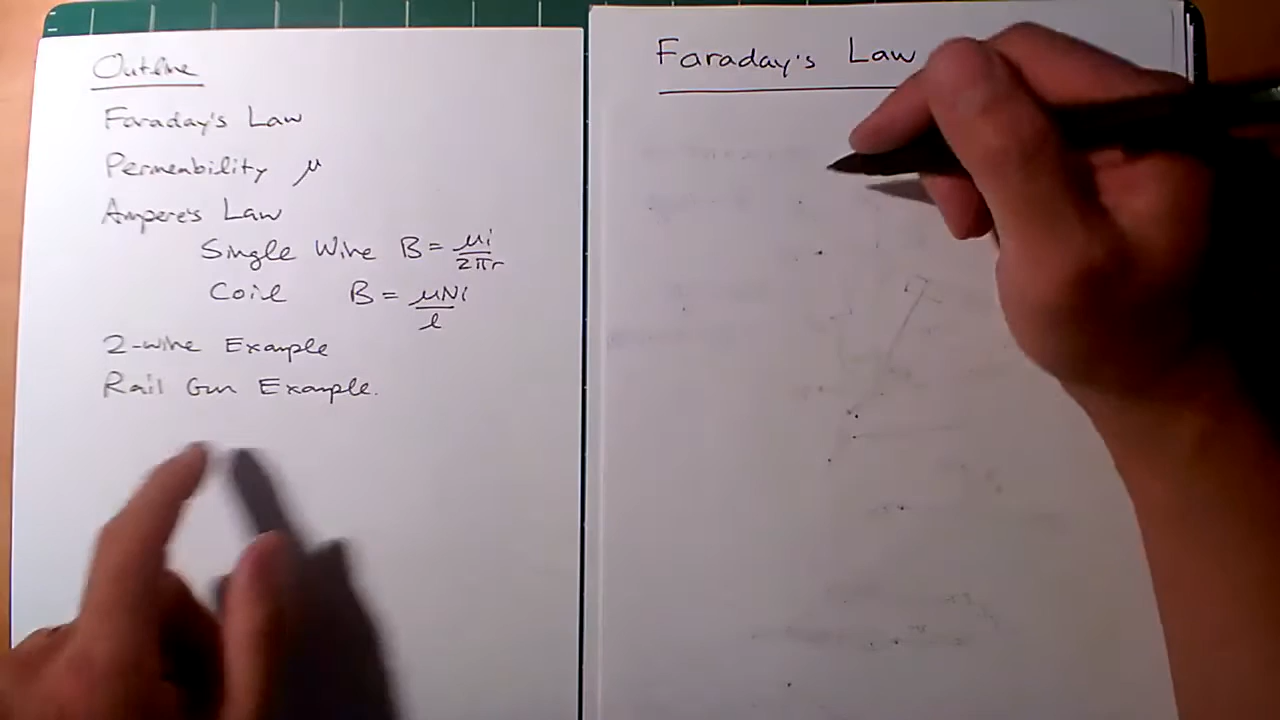 Outline
Faraday's Law
Permeability μ
Ampere's Law
Single Wire B = μi/2πr
Coil B = μNi/l
2-wire Example
Rail Gun Example.
Faraday's Law